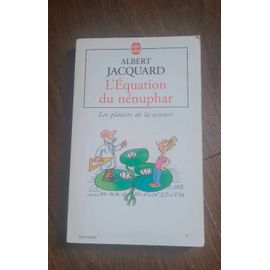 ALBERT
JACQUARD
L'Équation
du nénuphar
Les plaisirs de la science